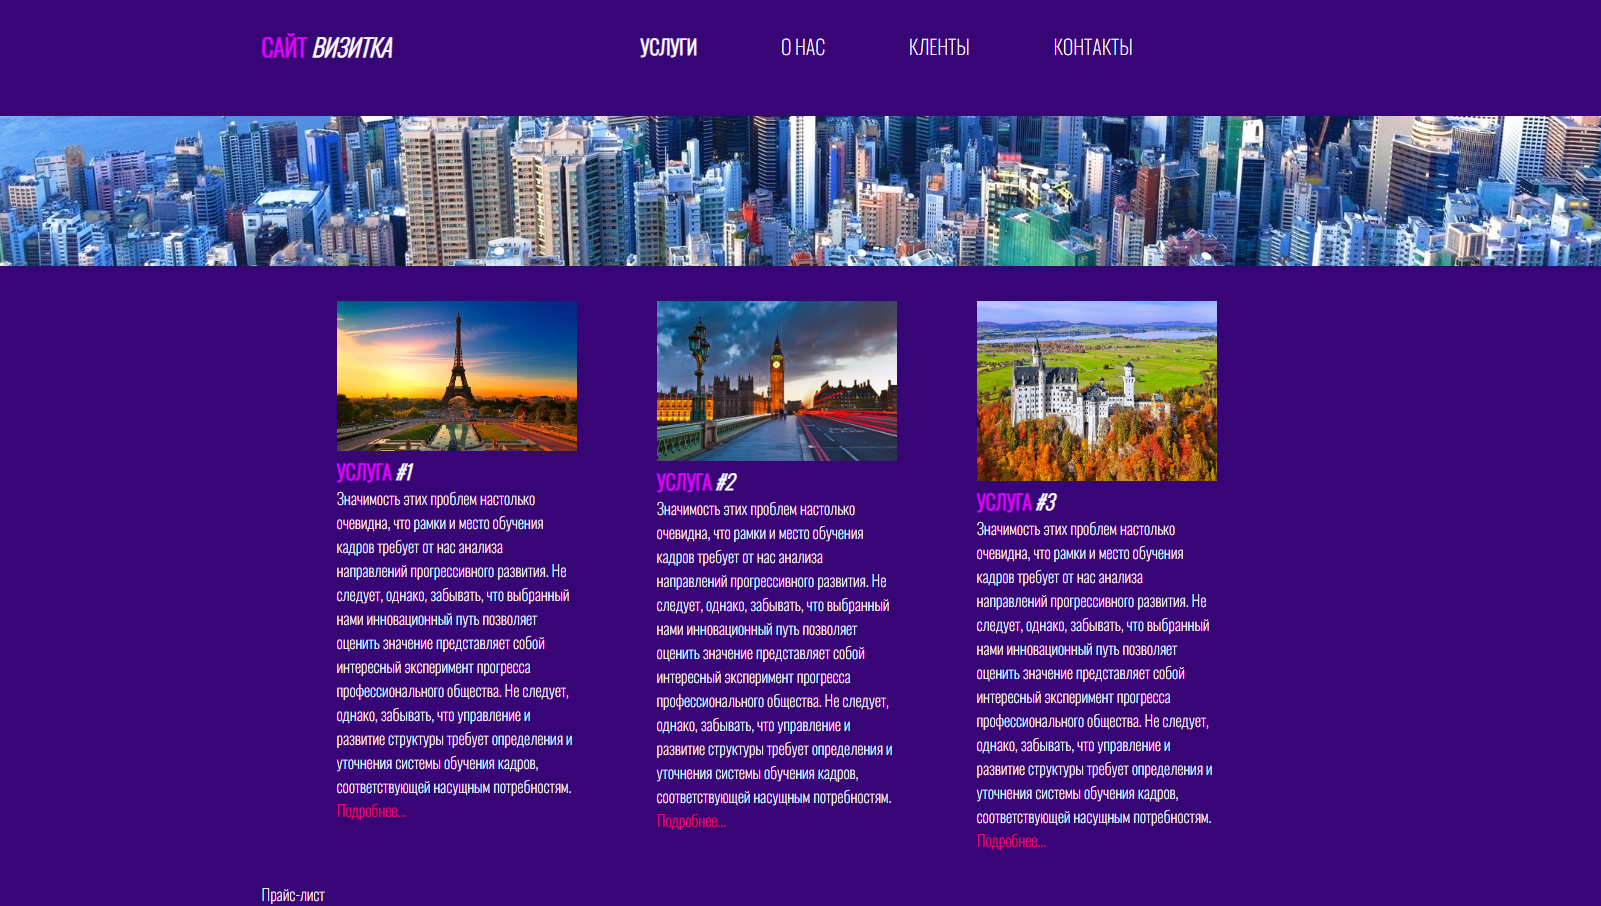 САЙТ ВИЗИТКА
УСЛУГИ
О НАС
КЛЕНТЫ
КОНТАКТЫ
УСЛУГА #1
Значимость этих проблем настолько
очевидна, что рамки и место обучения
кадров требует от нас анализа
направлений прогрессивного развития. Не
следует, однако, забывать, что выбранный
нами инновационный путь позволяет
оценить значение представляет собой
интересный эксперимент прогресса
профессионального общества. Не следует,
однако, забывать, что управление и
развитие структуры требует определения и
уточнения системы обучения кадров,
соответствующей насущным потребностям.
Подробнее...
УСЛУГА #2
Значимость этих проблем настолько
очевидна, что рамки и место обучения
кадров требует от нас анализа
направлений прогрессивного развития. Не
следует, однако, забывать, что выбранный
нами инновационный путь позволяет
оценить значение представляет собой
интересный эксперимент прогресса
профессионального общества. Не следует,
однако, забывать, что управление и
развитие структуры требует определения и
уточнения системы обучения кадров,
соответствующей насущным потребностям.
Подробнее...
УСЛУГА #3
Значимость этих проблем настолько
очевидна, что рамки и место обучения
кадров требует от нас анализа
направлений прогрессивного развития. Не
следует, однако, забывать, что выбранный
нами инновационный путь позволяет
оценить значение представляет собой
интересный эксперимент прогресса
профессионального общества. Не следует,
однако, забывать, что управление и
развитие структуры требует определения и
уточнения системы обучения кадров,
соответствующей насущным потребностям.
Подробнее...
Прайс-лист